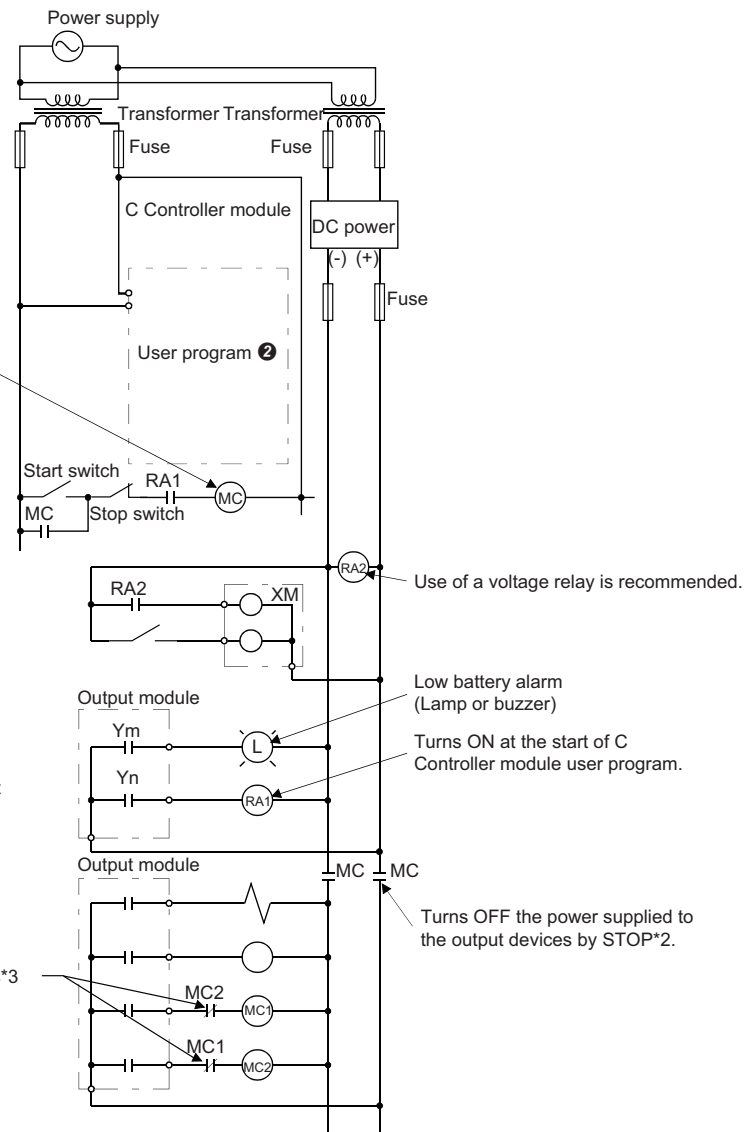 Power supply
Transformer Transformer
Fuse
Fuse
C Controller module
DC power
(-) (+)
Fuse
User program ❷
Start switch
RA1
MC
MC
Stop switch
RA2
Use of a voltage relay is recommended.
RA2
XM
Low battery alarm
(Lamp or buzzer)
Output module
Ym
L
Turns ON at the start of C
Controller module user program.
Yn
RA1
Output module
MC
MC
Turns OFF the power supplied to
the output devices by STOP*2.
*3
MC2
MC1
MC1
MC2